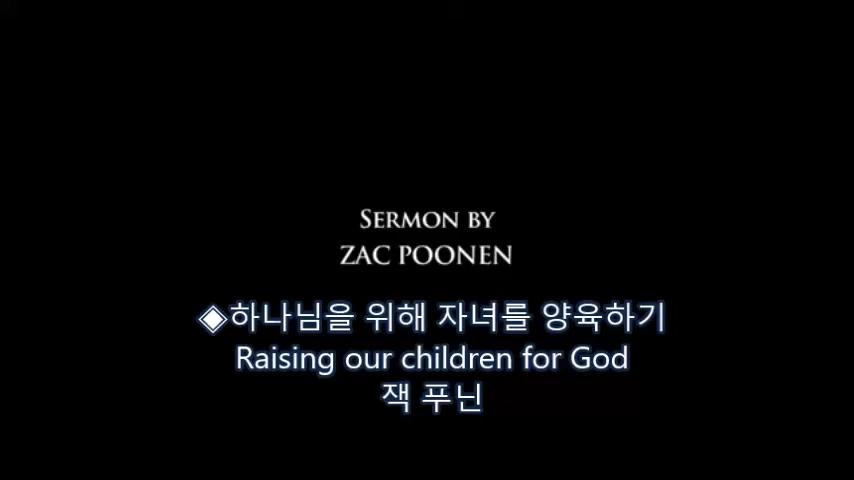 SERMON BY
ZAC POONEN
◈하나님을 위해 자녀를 양육하기
Raising our children for God
잭 푸닌